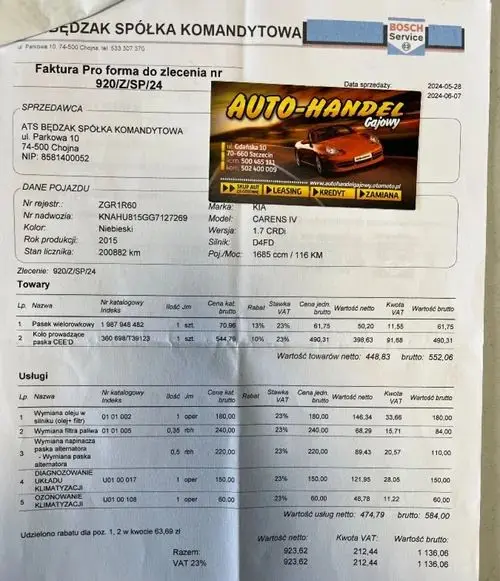 BĘDZAK SPÓŁKA KOMANDYTOWA
BOSCH
Service
ul. Parkowa 10, 74-500 Chojna, tel. 533 307 370
Faktura Pro forma do zlecenia nr
920/Z/SP/24
Data sprzedaży:
2024-05-28
2024-06-07
SPRZEDAWCA
ATS BĘDZAK SPÓŁKA KOMANDYTOWA
ul. Parkowa 10
74-500 Chojna
NIP: 8581400052
AUTO-HANDEL
Gajowy
ul. Gdańska 50
70-660 Szczecin
kom. 502 400 009
www.autohandelgajowy.otomoto.pl
SKUP AUT
LEASING
KREDYT
ZAMIANA
DANE POJAZDU
Nr rejestr.: ZGR1R60
Marka: KIA
Nr nadwozia: KNAHU815GG7127269
Model: CARENS IV
Kolor: Niebieski
Wersja: 1.7 CRDi
Rok produkcji: 2015
Silnik: D4FD
Stan licznika: 200882 km
Poj./Moc: 1685 ccm / 116 KM
Zlecenie: 920/Z/SP/24
Towary
Lp. Nazwa Nr katalogowy Indeks Ilość Jm Cena kat. brutto Rabat Stawka VAT Cena jedn. brutto Wartość netto Kwota VAT Wartość brutto
1 Pasek wielorowkowy 1 987 948 482 1 szt. 70,96 13% 23% 61,75 50,20 11,55 61,75
2 Koło prowadzące paska CEE'D 360 698/T39123 1 szt. 544,79 10% 23% 490,31 398,63 91,68 490,31
Wartość towarów netto: 448,83 brutto: 552,06
Usługi
Lp. Nazwa Nr katalogowy Indeks Ilość Jm Cena kat. brutto Rabat Stawka VAT Cena jedn. brutto Wartość netto Kwota VAT Wartość brutto
1 Wymiana oleju w silniku (olej+ filtr) 01 01 002 1 oper 180,00 23% 180,00 146,34 33,66 180,00
2 Wymiana filtra paliwa 01 01 005 0,35 rbh 240,00 23% 240,00 68,29 15,71 84,00
3 Wymiana napinacza paska alternatora - Wymiana paska alternatora 0,5 rbh 220,00 23% 220,00 89,43 20,57 110,00
4 DIAGNOZOWANIE UKŁADU KLIMATYZACJI U01 00 017 1 oper 150,00 23% 150,00 121,95 28,05 150,00
5 OZONOWANIE KLIMATYZACJI U01 00 108 1 oper 60,00 23% 60,00 48,78 11,22 60,00
Wartość usług netto: 474,79 brutto: 584,00
Udzielono rabatu dla poz. 1, 2 w kwocie 63,69 zł
Wartość netto: Kwota VAT: Wartość brutto:
Razem: 923,62 212,44 1 136,06
VAT 23% 923,62 212,44 1 136,06